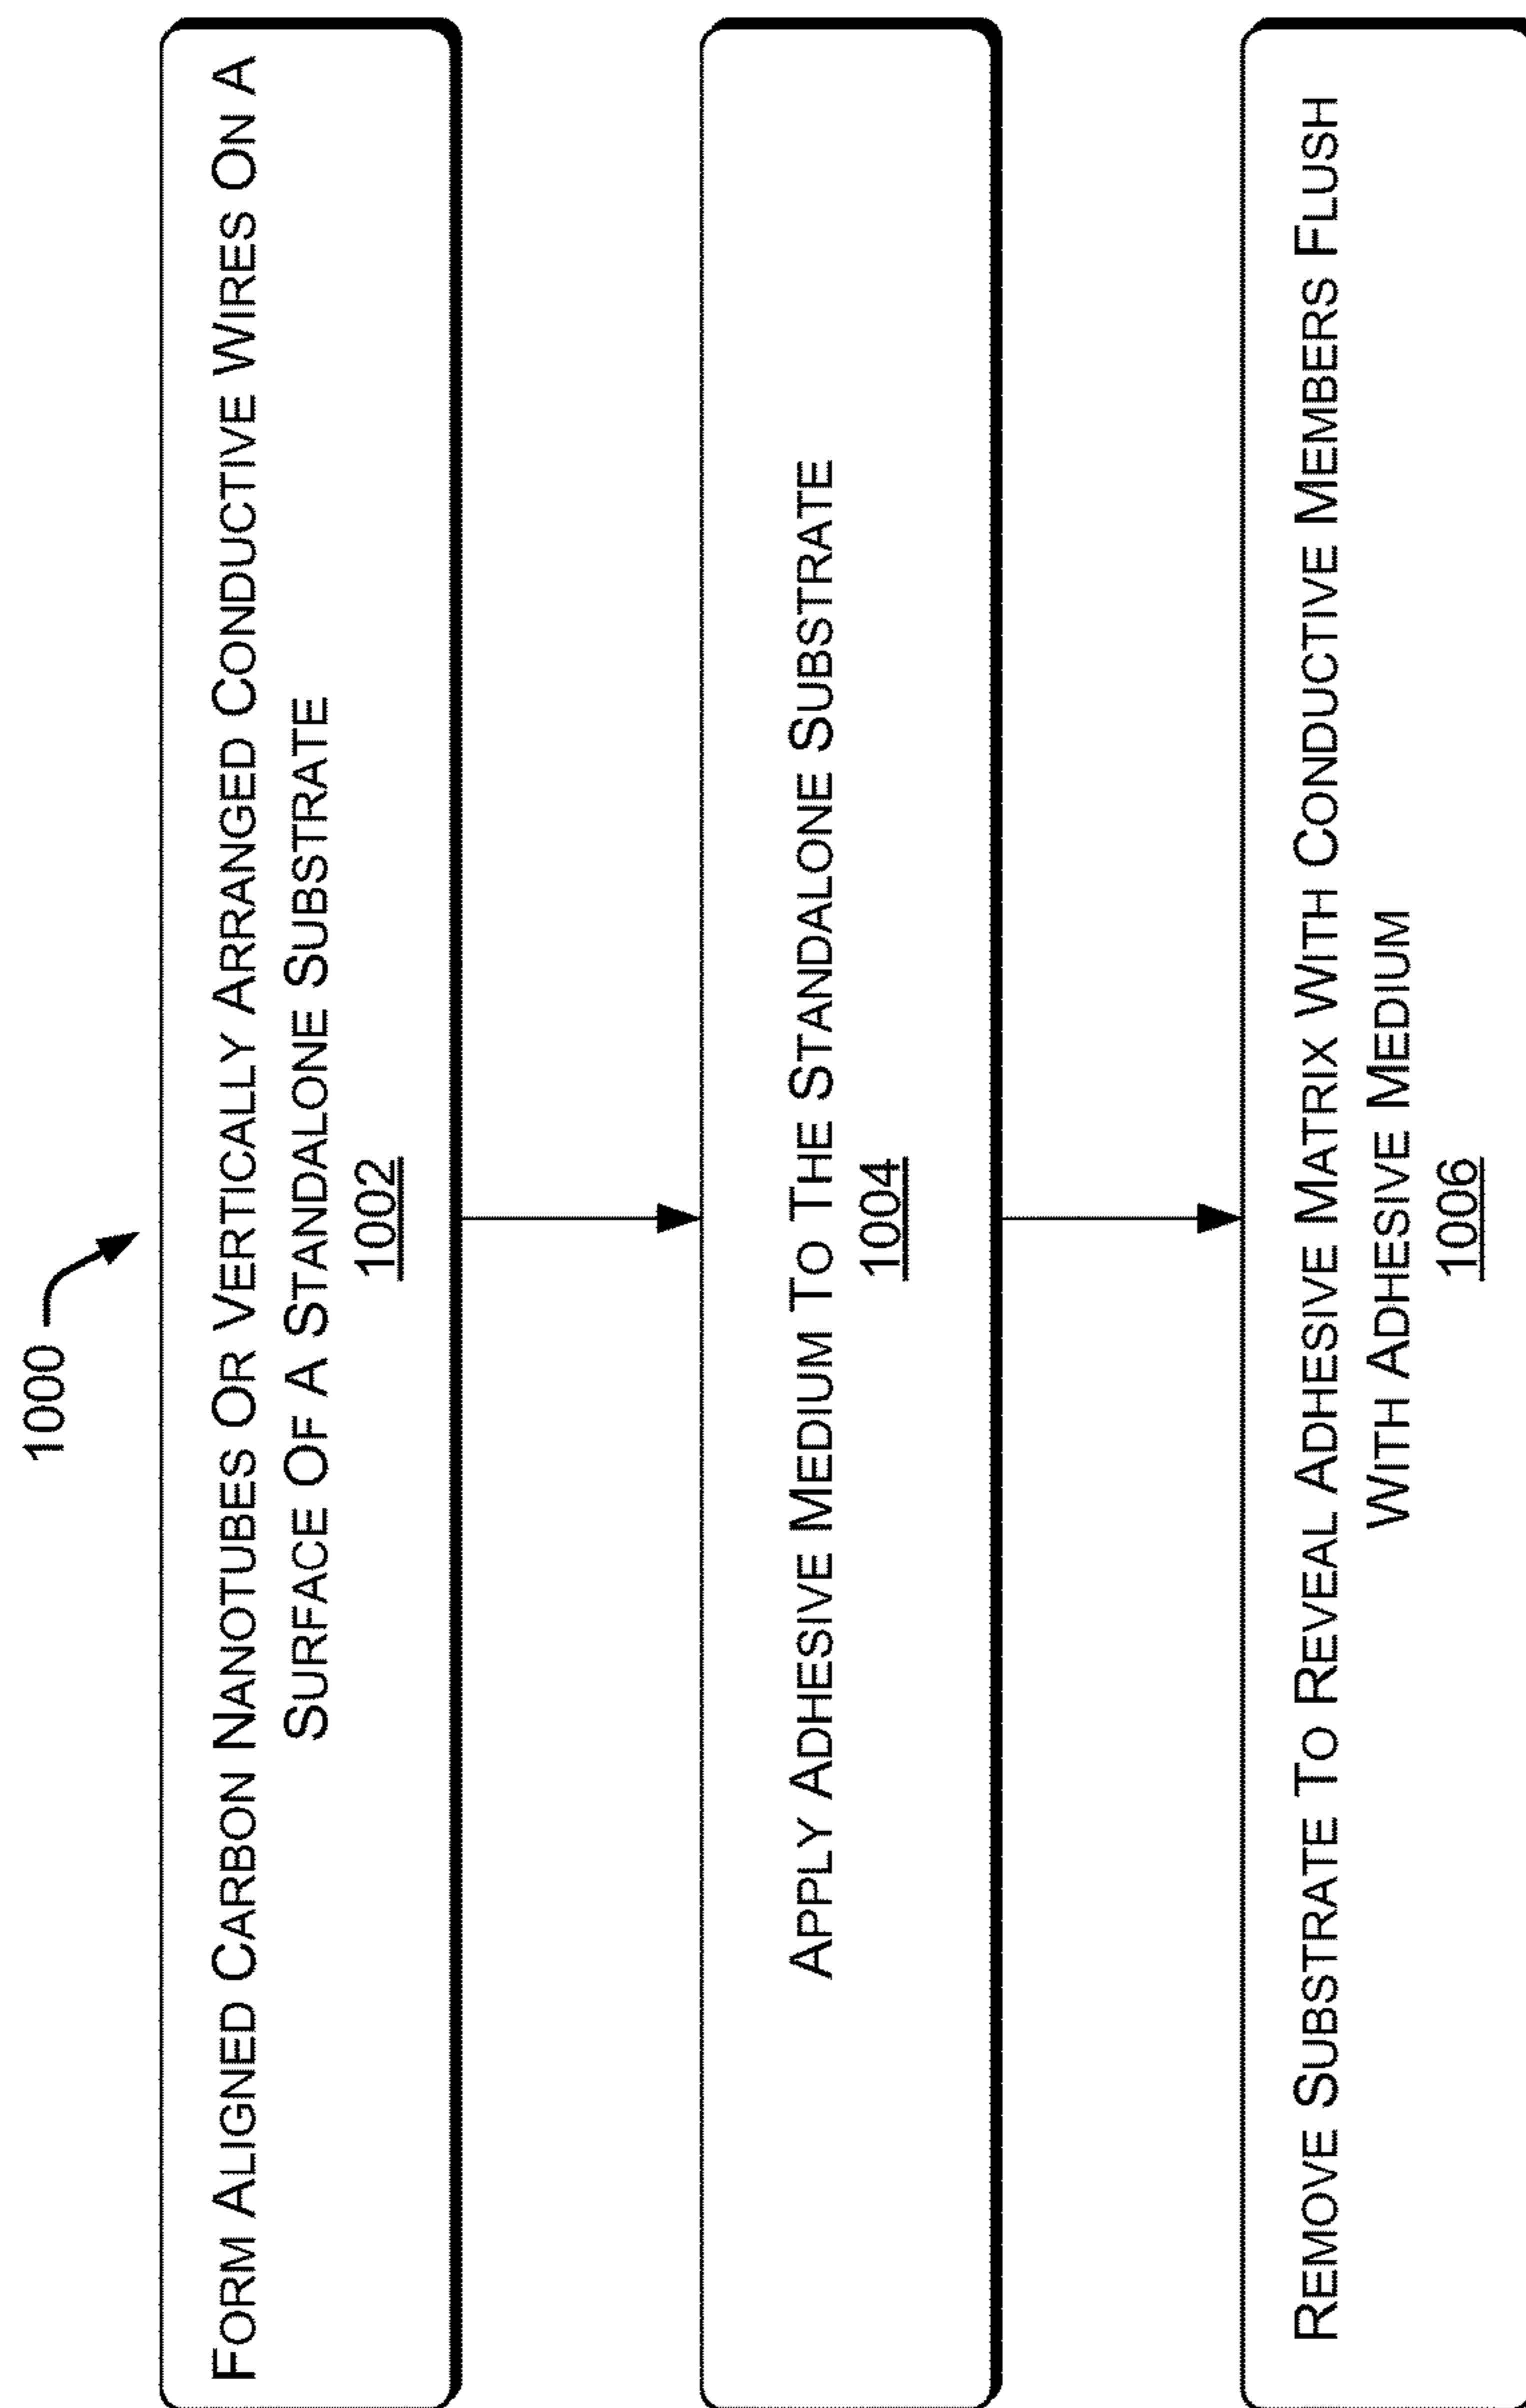 1000
FORM ALIGNED CARBON NANOTUBES OR VERTICALLY ARRANGED CONDUCTIVE WIRES ON A
SURFACE OF A STANDALONE SUBSTRATE
1002
APPLY ADHESIVE MEDIUM TO THE STANDALONE SUBSTRATE
1004
REMOVE SUBSTRATE TO REVEAL ADHESIVE MATRIX WITH CONDUCTIVE MEMBERS FLUSH
WITH ADHESIVE MEDIUM
1006